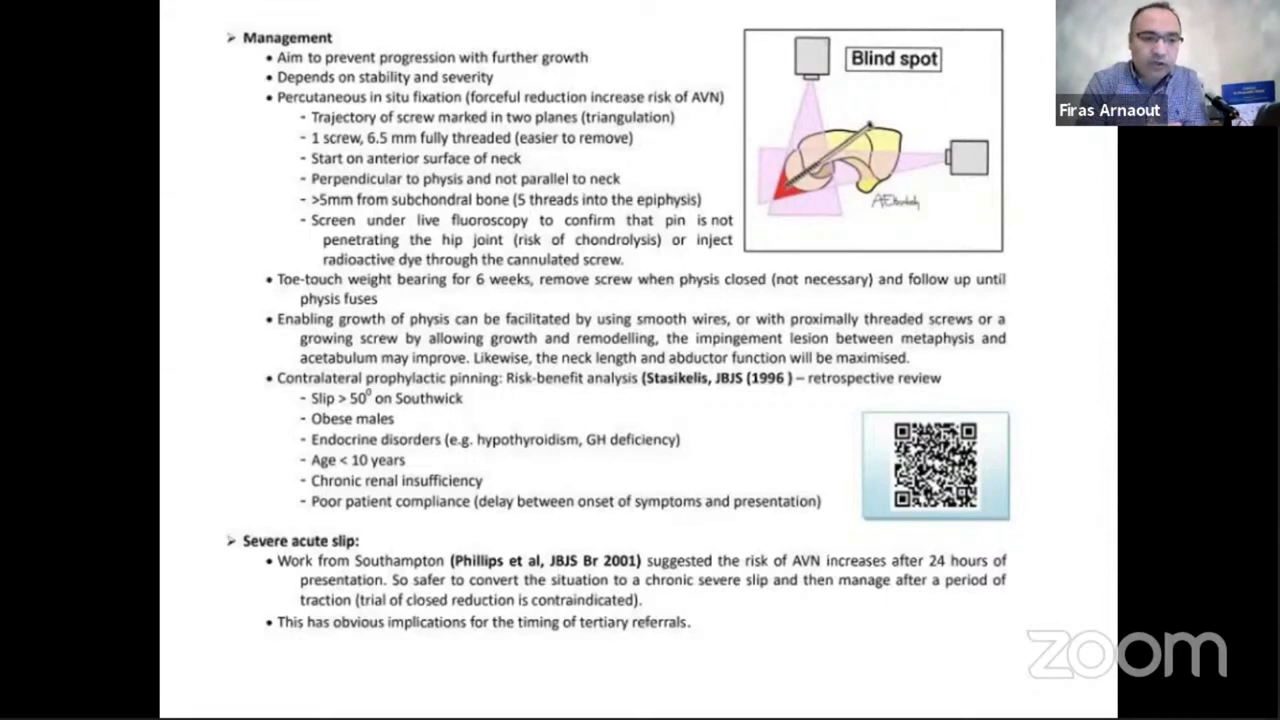 ➢ Management
• Aim to prevent progression with further growth
• Depends on stability and severity
• Percutaneous in situ fixation (forceful reduction increase risk of AVN)
- Trajectory of screw marked in two planes (triangulation)
- 1 screw, 6.5 mm fully threaded (easier to remove)
- Start on anterior surface of neck
- Perpendicular to physis and not parallel to neck
- >5mm from subchondral bone (5 threads into the epiphysis)
- Screen under live fluoroscopy to confirm that pin is not
penetrating the hip joint (risk of chondrolysis) or inject
radioactive dye through the cannulated screw.
Blind spot
• Toe-touch weight bearing for 6 weeks, remove screw when physis closed (not necessary) and follow up until
physis fuses
• Enabling growth of physis can be facilitated by using smooth wires, or with proximally threaded screws or a
growing screw by allowing growth and remodelling, the impingement lesion between metaphysis and
acetabulum may improve. Likewise, the neck length and abductor function will be maximised.
• Contralateral prophylactic pinning: Risk-benefit analysis (Stasikelis, JBJS (1996 ) – retrospective review
- Slip > 50⁰ on Southwick
- Obese males
- Endocrine disorders (e.g. hypothyroidism, GH deficiency)
- Age < 10 years
- Chronic renal insufficiency
- Poor patient compliance (delay between onset of symptoms and presentation)
➢ Severe acute slip:
• Work from Southampton (Phillips et al, JBJS Br 2001) suggested the risk of AVN increases after 24 hours of
presentation. So safer to convert the situation to a chronic severe slip and then manage after a period of
traction (trial of closed reduction is contraindicated).
• This has obvious implications for the timing of tertiary referrals.
Firas Arnaout
zoom